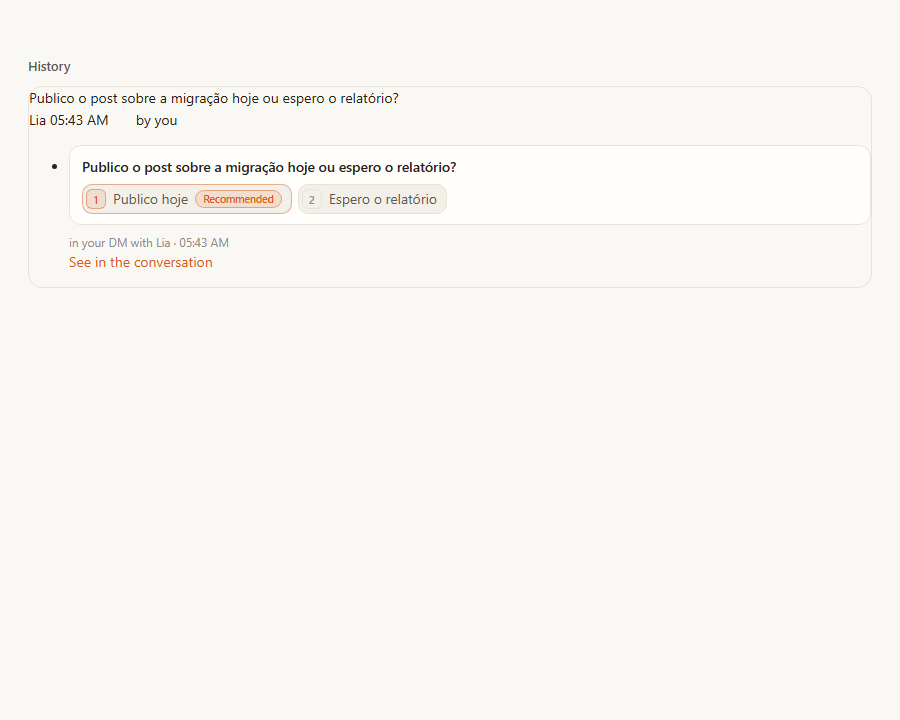 History
Publico o post sobre a migração hoje ou espero o relatório?
Lia 05:43 AM by you
Publico o post sobre a migração hoje ou espero o relatório?
1 Publico hoje Recommended 2 Espero o relatório
in your DM with Lia · 05:43 AM
See in the conversation